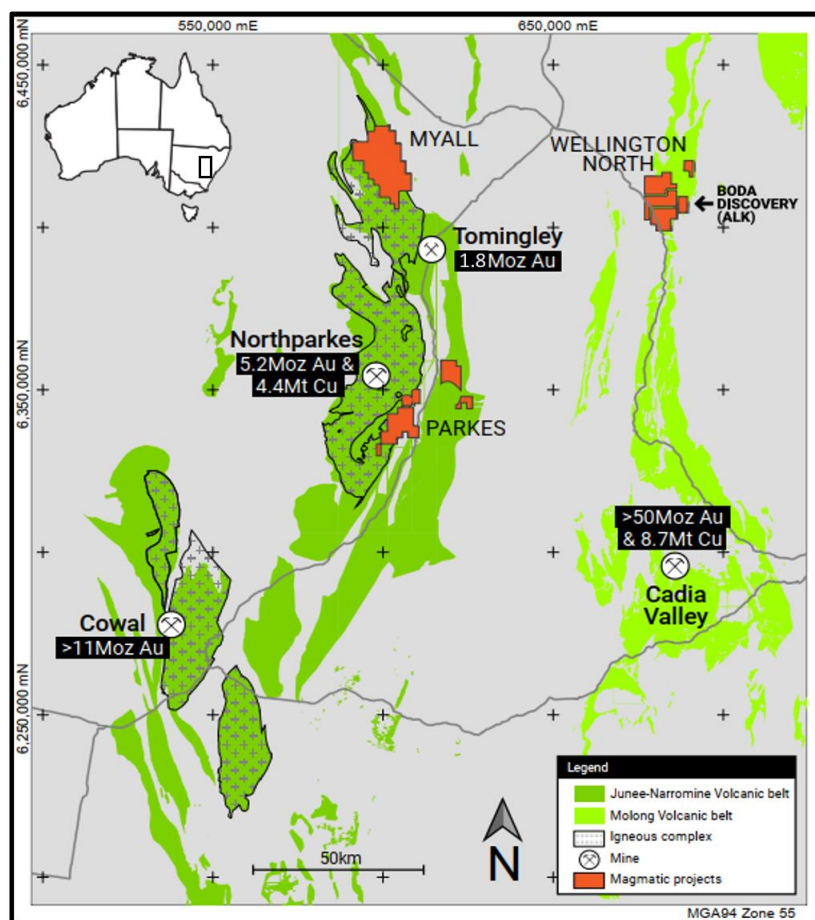 550,000 mE
650,000 mE
6,450,000 mN
MYALL
WELLINGTON
NORTH
BODA
DISCOVERY
(ALK)
Tomingley
1.8Moz Au
Northparkes
5.2Moz Au &
4.4Mt Cu
6,350,000 mN
PARKES
>50Moz Au
& 8.7Mt Cu
Cadia
Valley
Cowal
>11Moz Au
6,250,000 mN
Legend
Junee-Narromine Volcanic belt
Molong Volcanic belt
Igneous complex
Mine
Magmatic projects
50km
N
MGA94 Zone 55